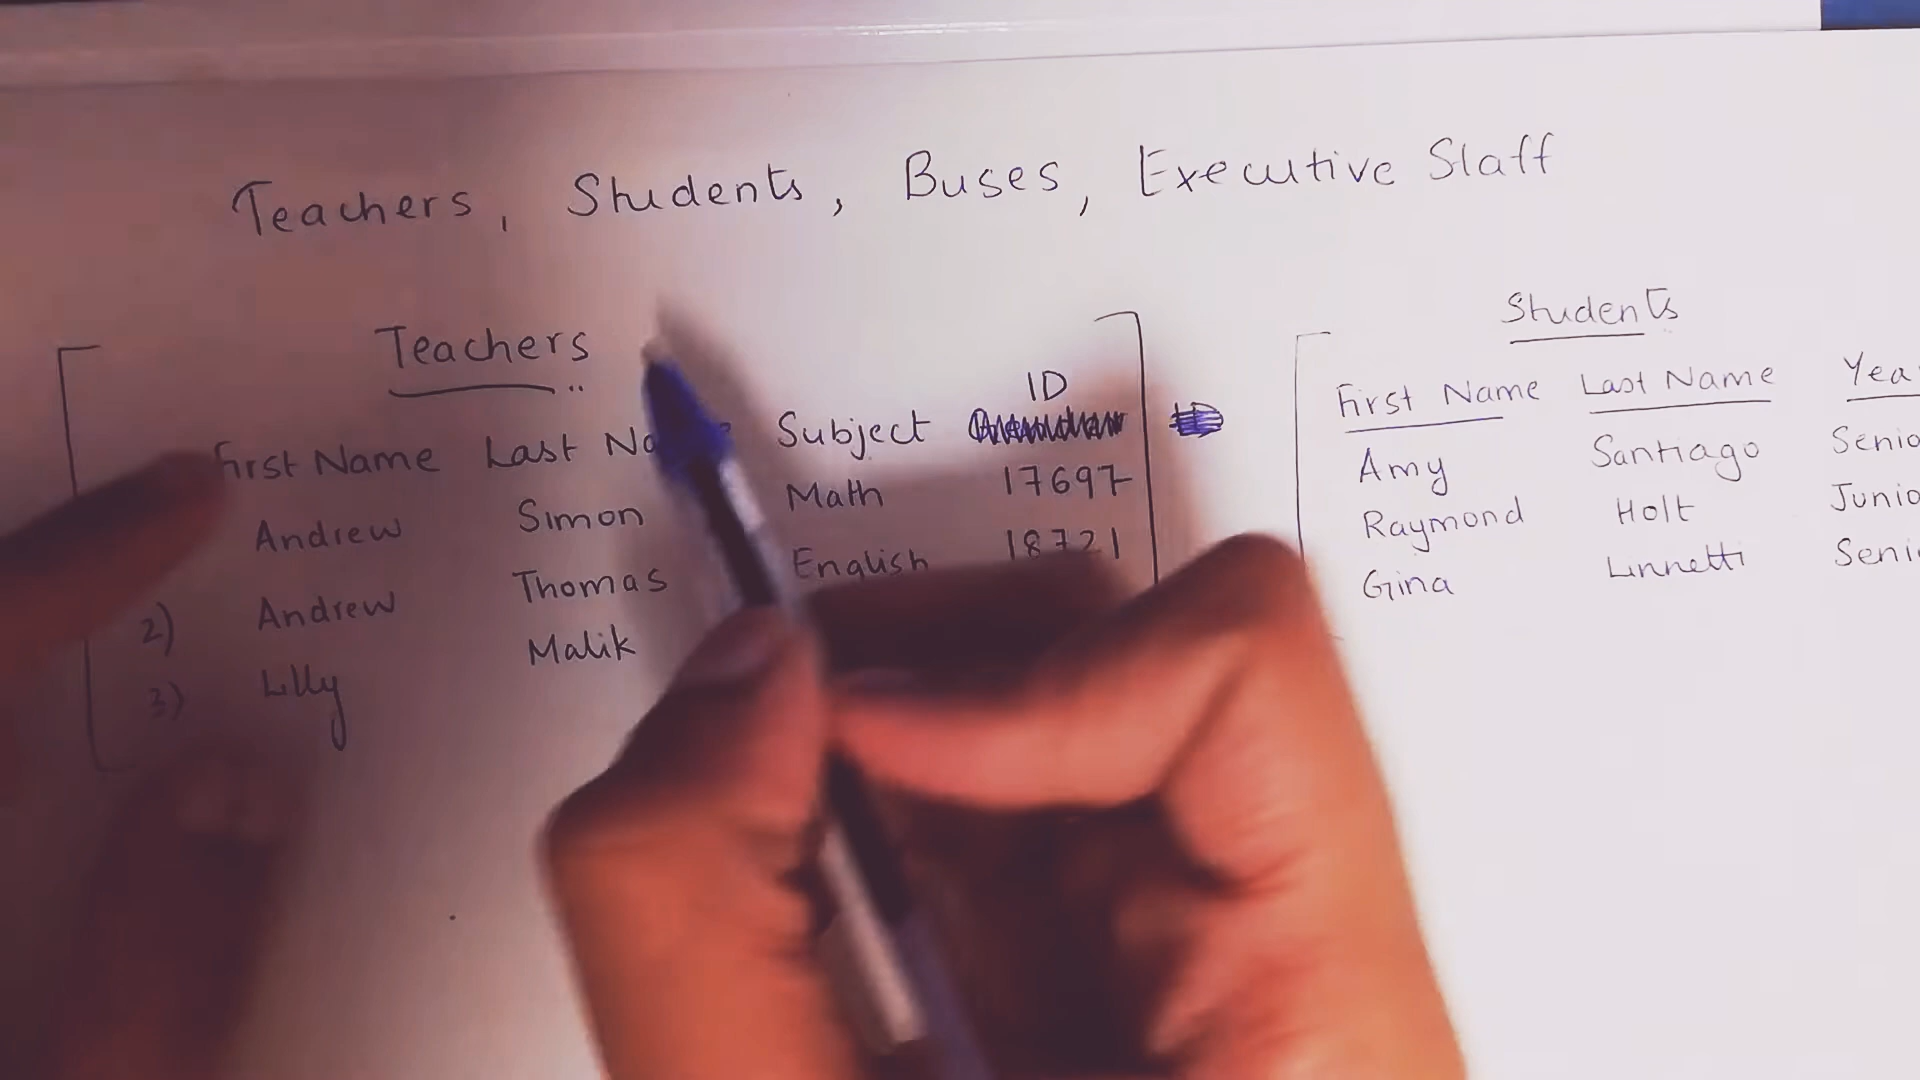 Teachers, Students, Buses, Executive Staff
Teachers
ID
First Name Last Subject
Andrew Simon Math 17697
2) Andrew Thomas English 18721
3) Lilly Malik
Students
First Name Last Name
Amy Santiago
Raymond Holt
Gina Linnetti